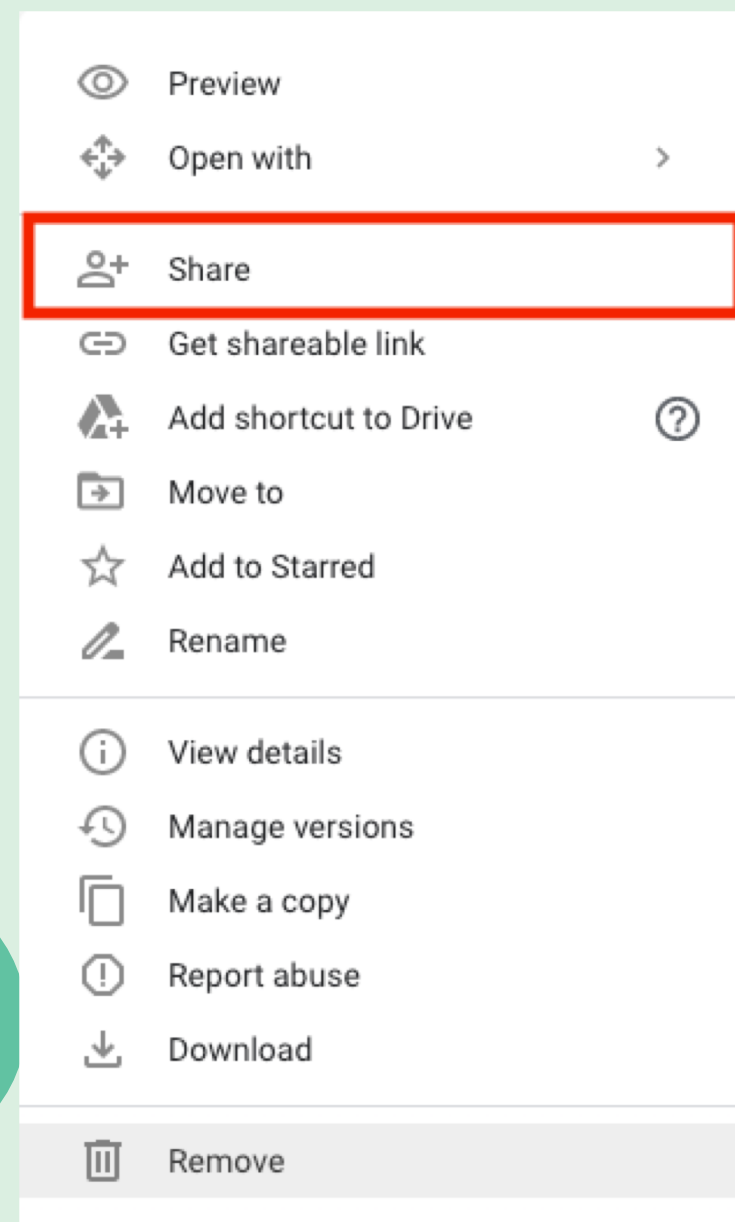 Preview
Open with
Share
Get shareable link
Add shortcut to Drive
Move to
Add to Starred
Rename
View details
Manage versions
Make a copy
Report abuse
Download
Remove